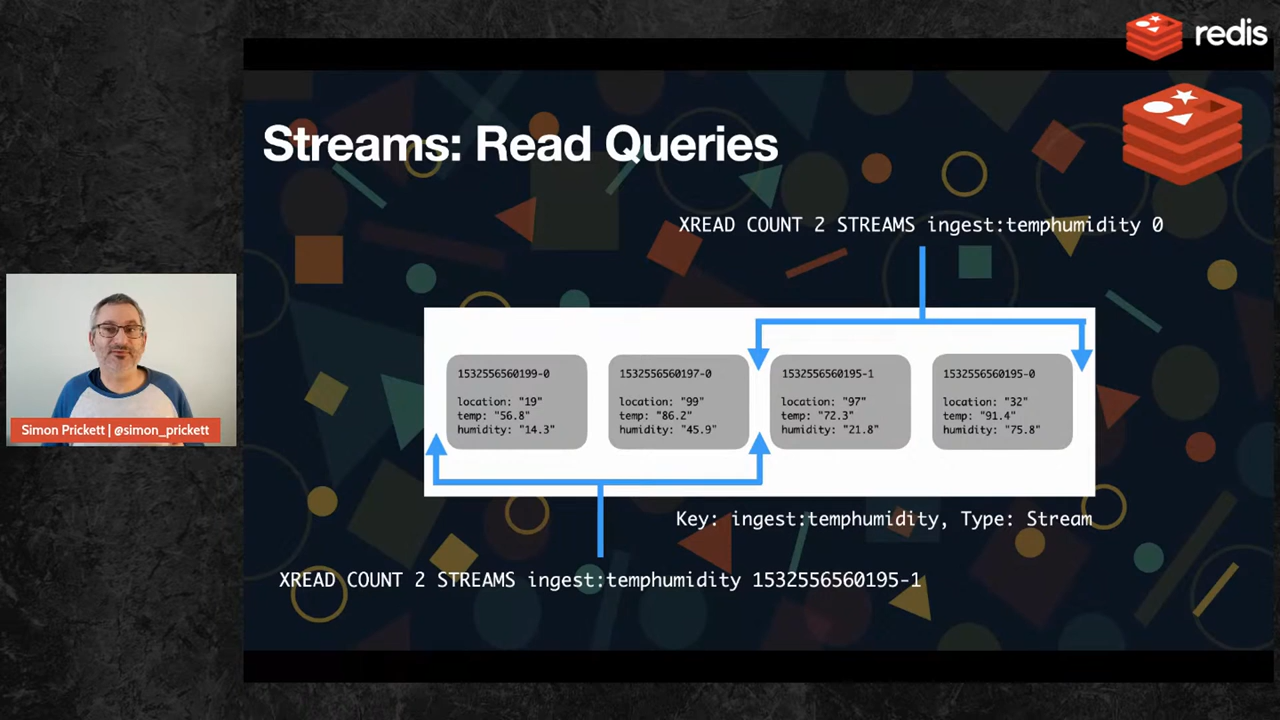 redis
Streams: Read Queries
XREAD COUNT 2 STREAMS ingest:temphumidity 0
1532556560199-0
location: "19"
temp: "56.8"
humidity: "14.3"
1532556560197-0
location: "99"
temp: "86.2"
humidity: "45.9"
1532556560195-1
location: "97"
temp: "72.3"
humidity: "21.8"
1532556560195-0
location: "32"
temp: "91.4"
humidity: "75.8"
Simon Prickett | @simon_prickett
Key: ingest:temphumidity, Type: Stream
XREAD COUNT 2 STREAMS ingest:temphumidity 1532556560195-1